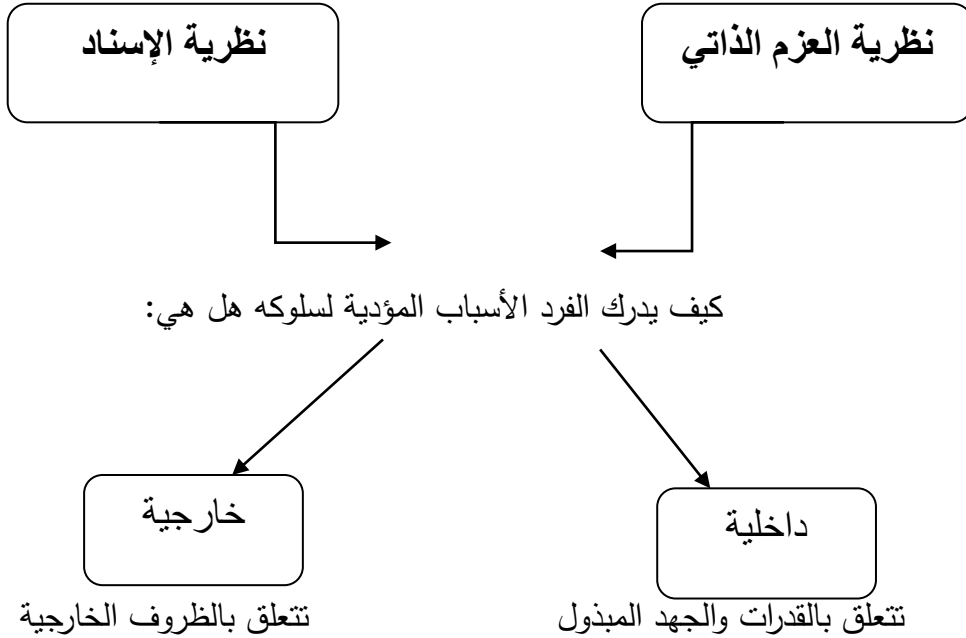 نظرية العزم الذاتي
نظرية الإسناد
كيف يدرك الفرد الأسباب المؤدية لسلوكه هل هي:
داخلية
خارجية
تتعلق بالقدرات والجهد المبذول
تتعلق بالظروف الخارجية